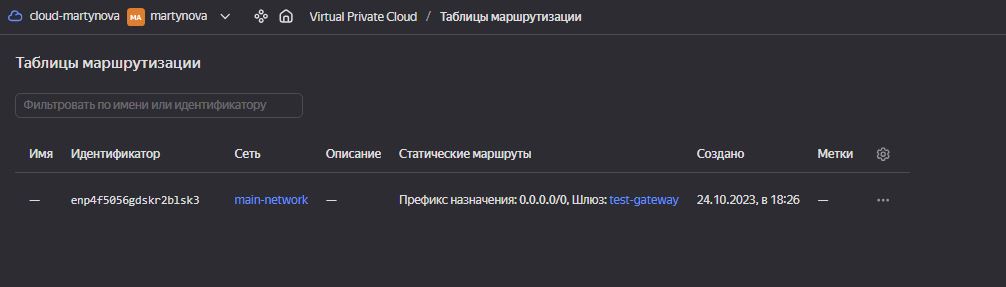 cloud-martynova MA martynova Virtual Private Cloud / Таблицы маршрутизации
Таблицы маршрутизации
Фильтровать по имени или идентификатору
Имя Идентификатор Сеть Описание Статические маршруты Создано Метки
— enp4f5056gdskr2blsk3 main-network — Префикс назначения: 0.0.0.0/0, Шлюз: test-gateway 24.10.2023, в 18:26 —